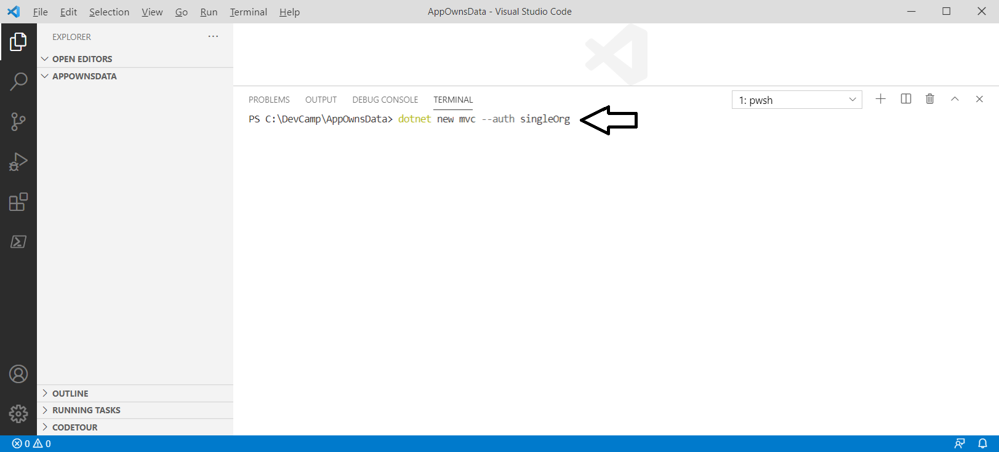 File Edit Selection View Go Run Terminal Help AppOwnsData - Visual Studio Code
EXPLORER
OPEN EDITORS
APPOWNSDATA
PROBLEMS OUTPUT DEBUG CONSOLE TERMINAL 1: pwsh
PS C:\DevCamp\AppOwnsData> dotnet new mvc --auth singleOrg
OUTLINE
RUNNING TASKS
CODETOUR
0 0